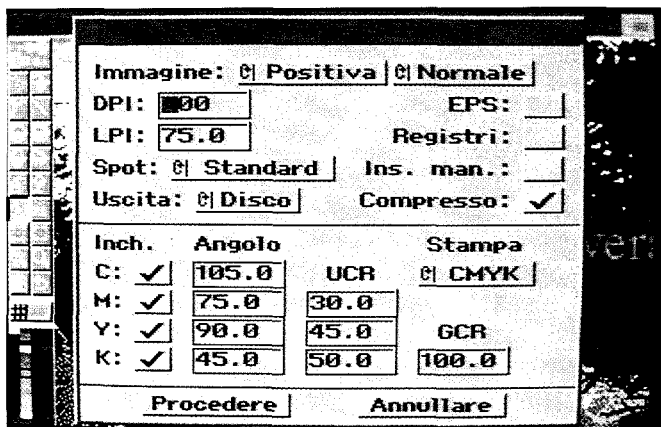 Immagine: Positiva Normale
DPI: 00 EPS:
LPI: 75.0 Registri:
Spot: Standard Ins. man.:
Uscita: Disco Compresso:
Inch. Angolo Stampa
C: 105.0 UCR CMYK
M: 75.0 30.0
Y: 90.0 45.0 GCR
K: 45.0 50.0 100.0
Procedere Annullare